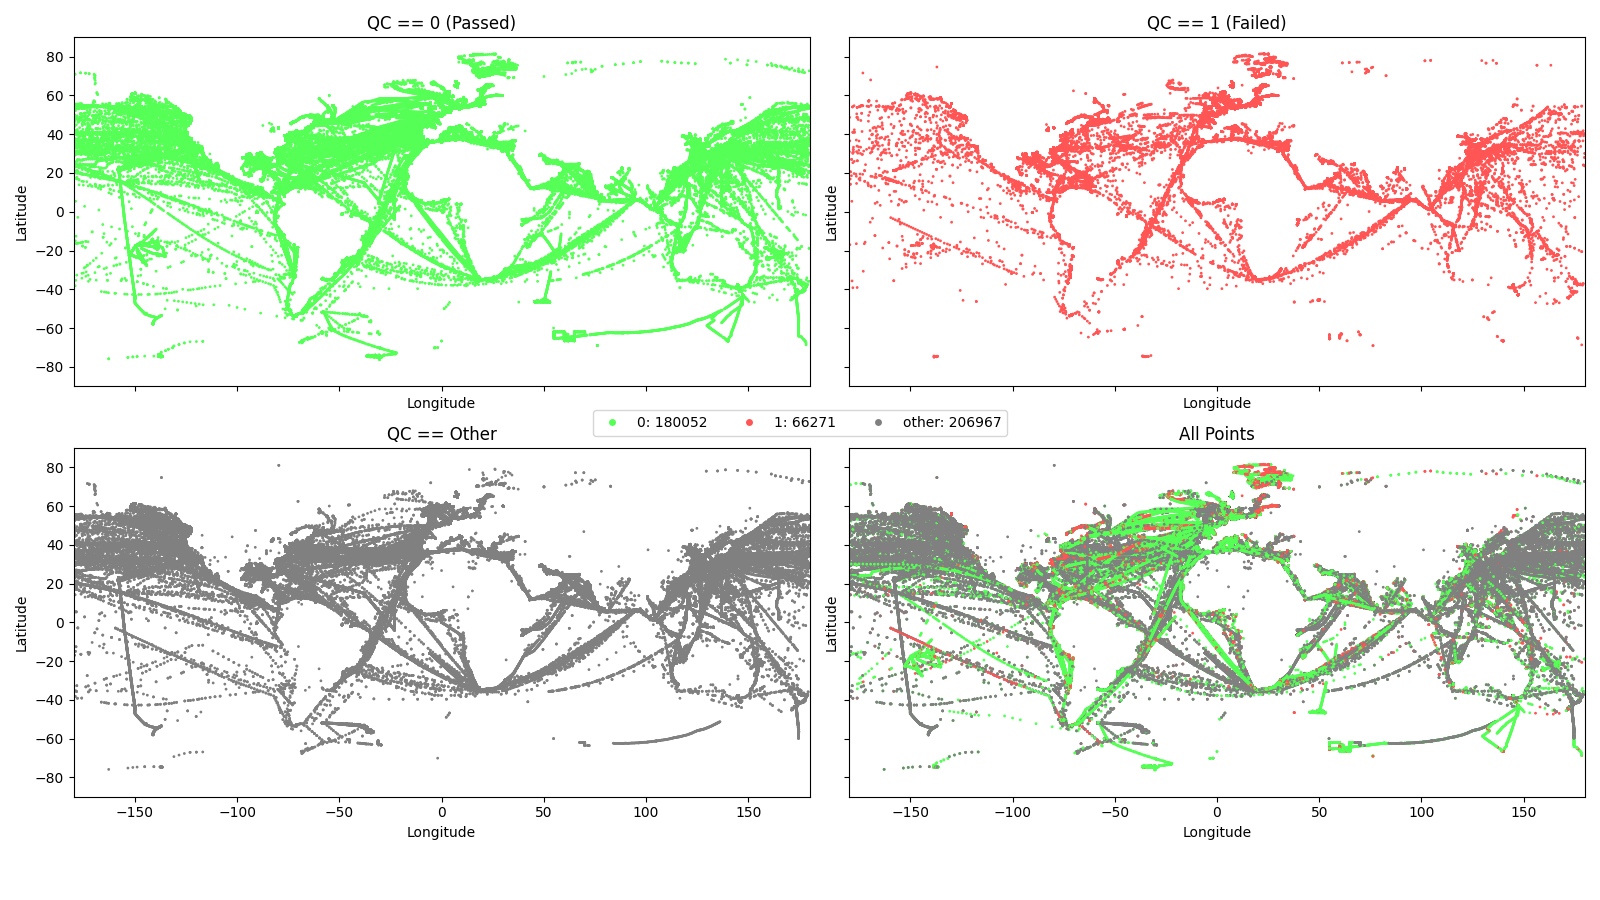 QC == 0 (Passed)
QC == 1 (Failed)
80
60
40
20
0
−20
−40
−60
−80
Latitude
Latitude
Longitude
Longitude
0: 180052
1: 66271
other: 206967
QC == Other
All Points
80
60
40
20
0
−20
−40
−60
−80
Latitude
Latitude
−150
−100
−50
0
50
100
150
−150
−100
−50
0
50
100
150
Longitude
Longitude